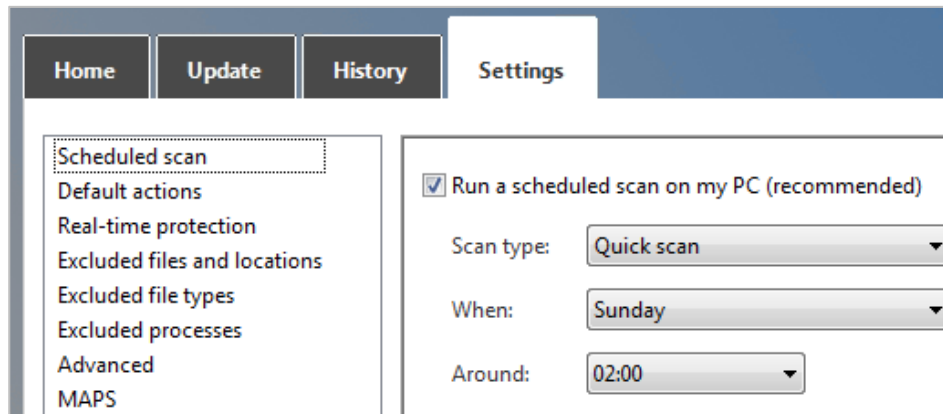 Home Update History Settings
Scheduled scan
Default actions
Real-time protection
Excluded files and locations
Excluded file types
Excluded processes
Advanced
MAPS
Run a scheduled scan on my PC (recommended)
Scan type: Quick scan
When: Sunday
Around: 02:00